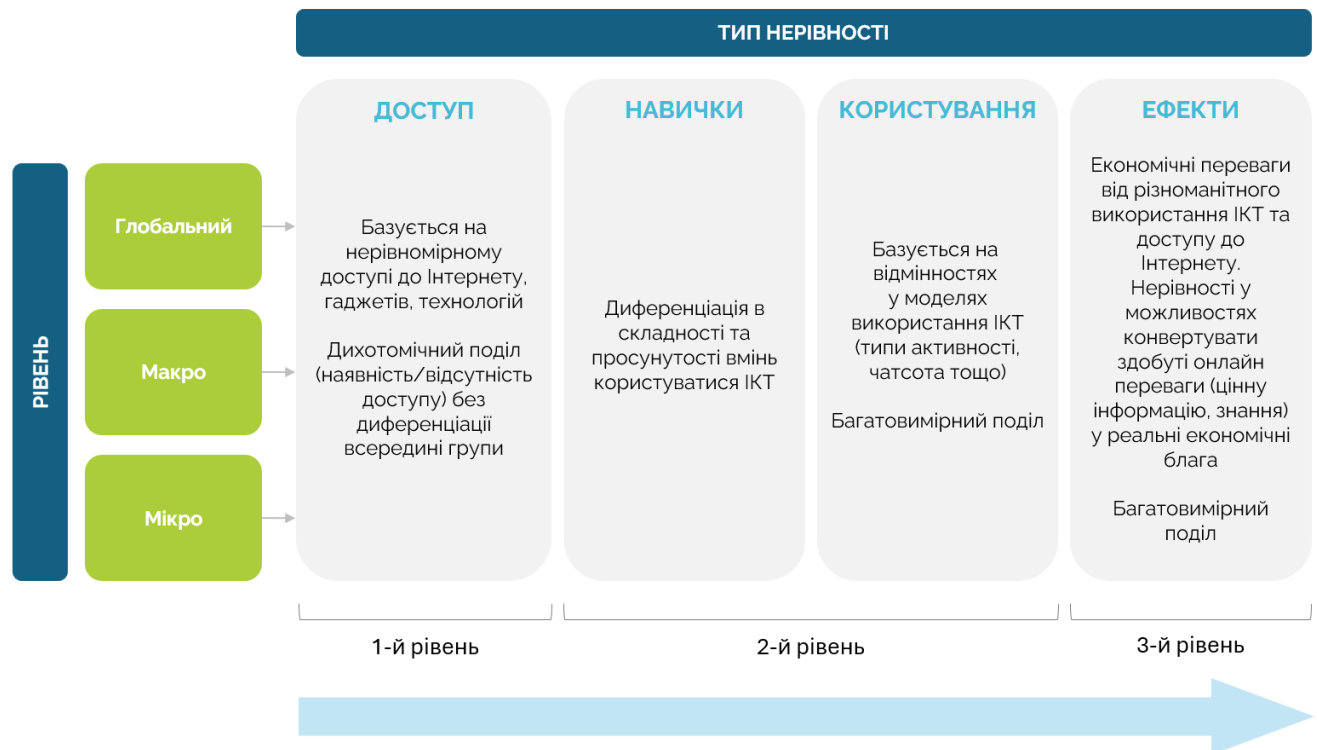 ТИП НЕРІВНОСТІ
РІВЕНЬ
Глобальний
Макро
Мікро
ДОСТУП
Базується на
нерівномірному
доступі до Інтернету,
гаджетів, технологій
Дихотомічний поділ
(наявність/відсутність
доступу) без
диференціації
всередині групи
НАВИЧКИ
Диференціація в
складності та
просунутості вмінь
користуватися ІКТ
КОРИСТУВАННЯ
Базується на
відмінностях
у моделях
використання ІКТ
(типи активності,
чатсота тощо)
Багатовимірний поділ
ЕФЕКТИ
Економічні переваги
від різноманітного
використання ІКТ та
доступу до
Інтернету.
Нерівності у
можливостях
конвертувати
здобуті онлайн
переваги (цінну
інформацію, знання)
у реальні економічні
блага
Багатовимірний
поділ
1-й рівень
2-й рівень
3-й рівень